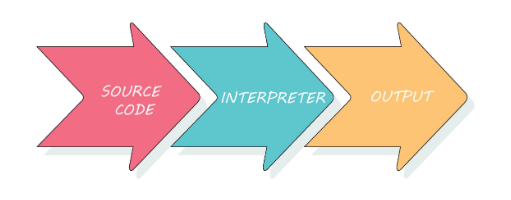 SOURCE
CODE
INTERPRETER
OUTPUT